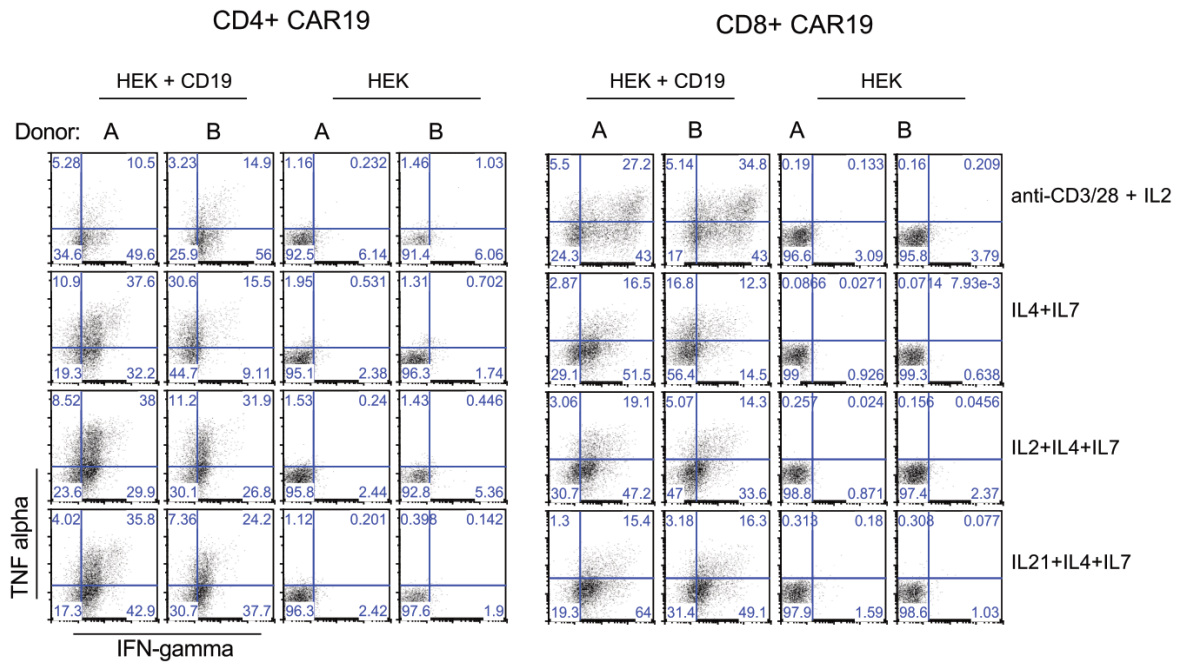 CD4+ CAR19 CD8+ CAR19
HEK + CD19 HEK HEK + CD19 HEK
Donor: A B A B A B A B
5.28 10.5 3.23 14.9 1.16 0.232 1.46 1.03 5.5 27.2 5.14 34.8 0.19 0.133 0.16 0.209
anti-CD3/28 + IL2
34.6 49.6 25.9 56 92.5 6.14 91.4 6.06 24.3 43 17 43 96.6 3.09 95.8 3.79
10.9 37.6 30.6 15.5 1.95 0.531 1.31 0.702 2.87 16.5 16.8 12.3 0.0866 0.0271 0.0714 7.93e-3
IL4+IL7
19.3 32.2 44.7 9.11 95.1 2.38 96.3 1.74 29.1 51.5 56.4 14.5 99 0.926 99.3 0.638
8.52 38 11.2 31.9 1.53 0.24 1.43 0.446 3.06 19.1 5.07 14.3 0.257 0.024 0.156 0.0456
IL2+IL4+IL7
23.6 29.9 30.1 26.8 95.8 2.44 92.8 5.36 30.7 47.2 47 33.6 98.8 0.871 97.4 2.37
4.02 35.8 7.36 24.2 1.12 0.201 0.398 0.142 1.3 15.4 3.18 16.3 0.313 0.18 0.308 0.077
IL21+IL4+IL7
17.3 42.9 30.7 37.7 96.3 2.42 97.6 1.9 19.3 64 31.4 49.1 97.9 1.59 98.6 1.03
TNF alpha
IFN-gamma